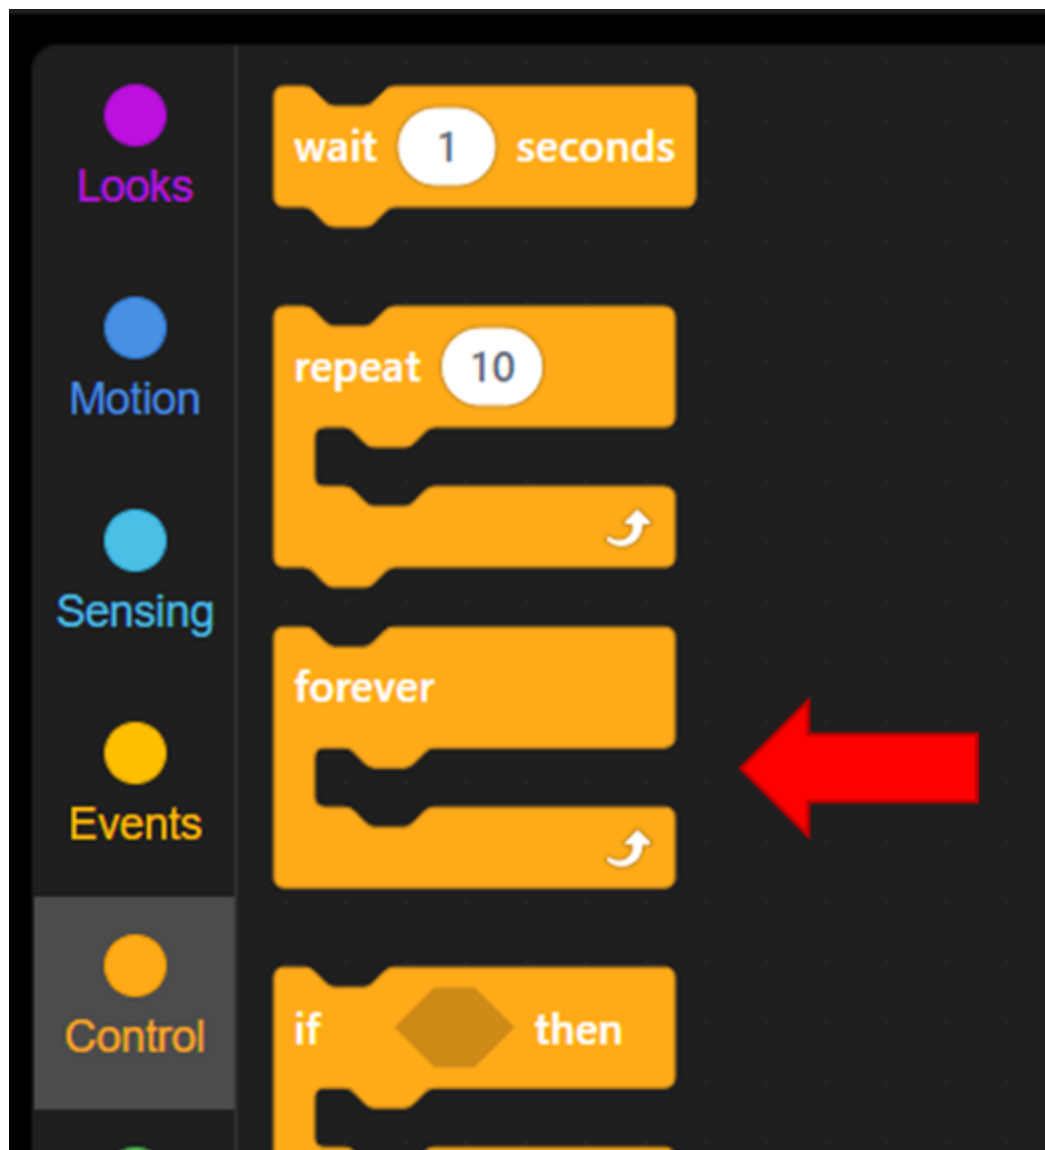 Looks
Motion
Sensing
Events
Control
wait 1 seconds
repeat 10
forever
if then